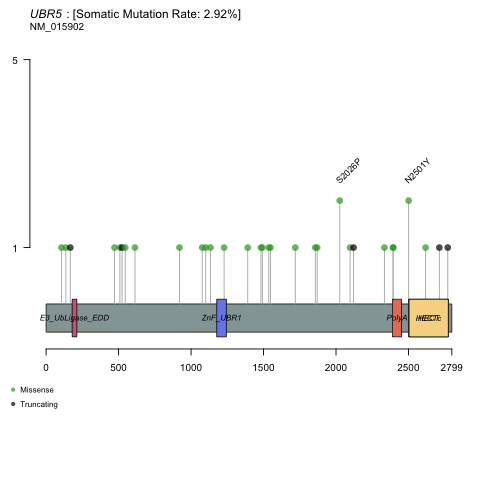 UBR5 : [Somatic Mutation Rate: 2.92%]
NM_015902
5
S2026P
N2501Y
1
E3_UbLigase_EDD
ZnF_UBR1
PolyA
HECTc
0
500
1000
1500
2000
2500
2799
Missense
Truncating